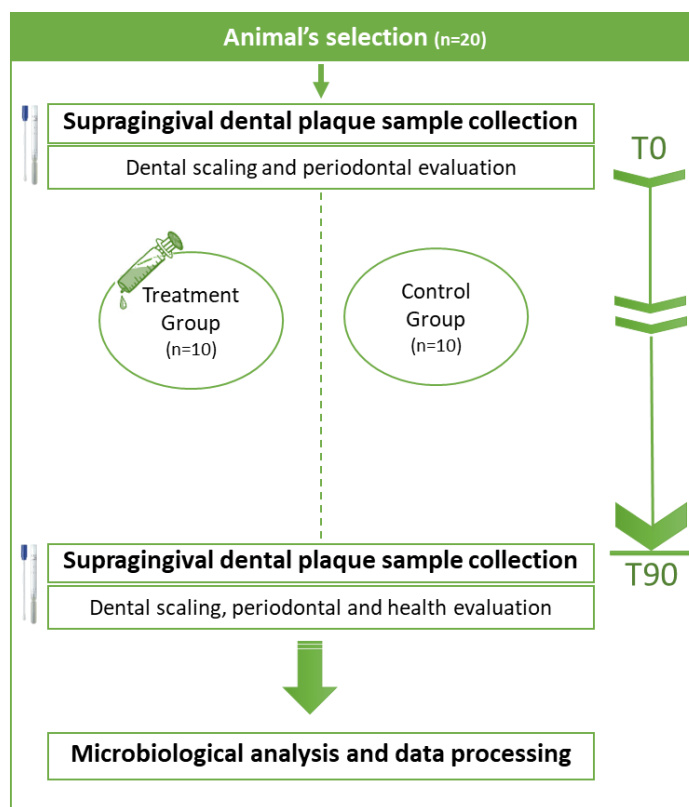 Animal's selection (n=20)
Supragingival dental plaque sample collection
Dental scaling and periodontal evaluation
T0
Treatment
Group
(n=10)
Control
Group
(n=10)
Supragingival dental plaque sample collection
Dental scaling, periodontal and health evaluation
T90
Microbiological analysis and data processing